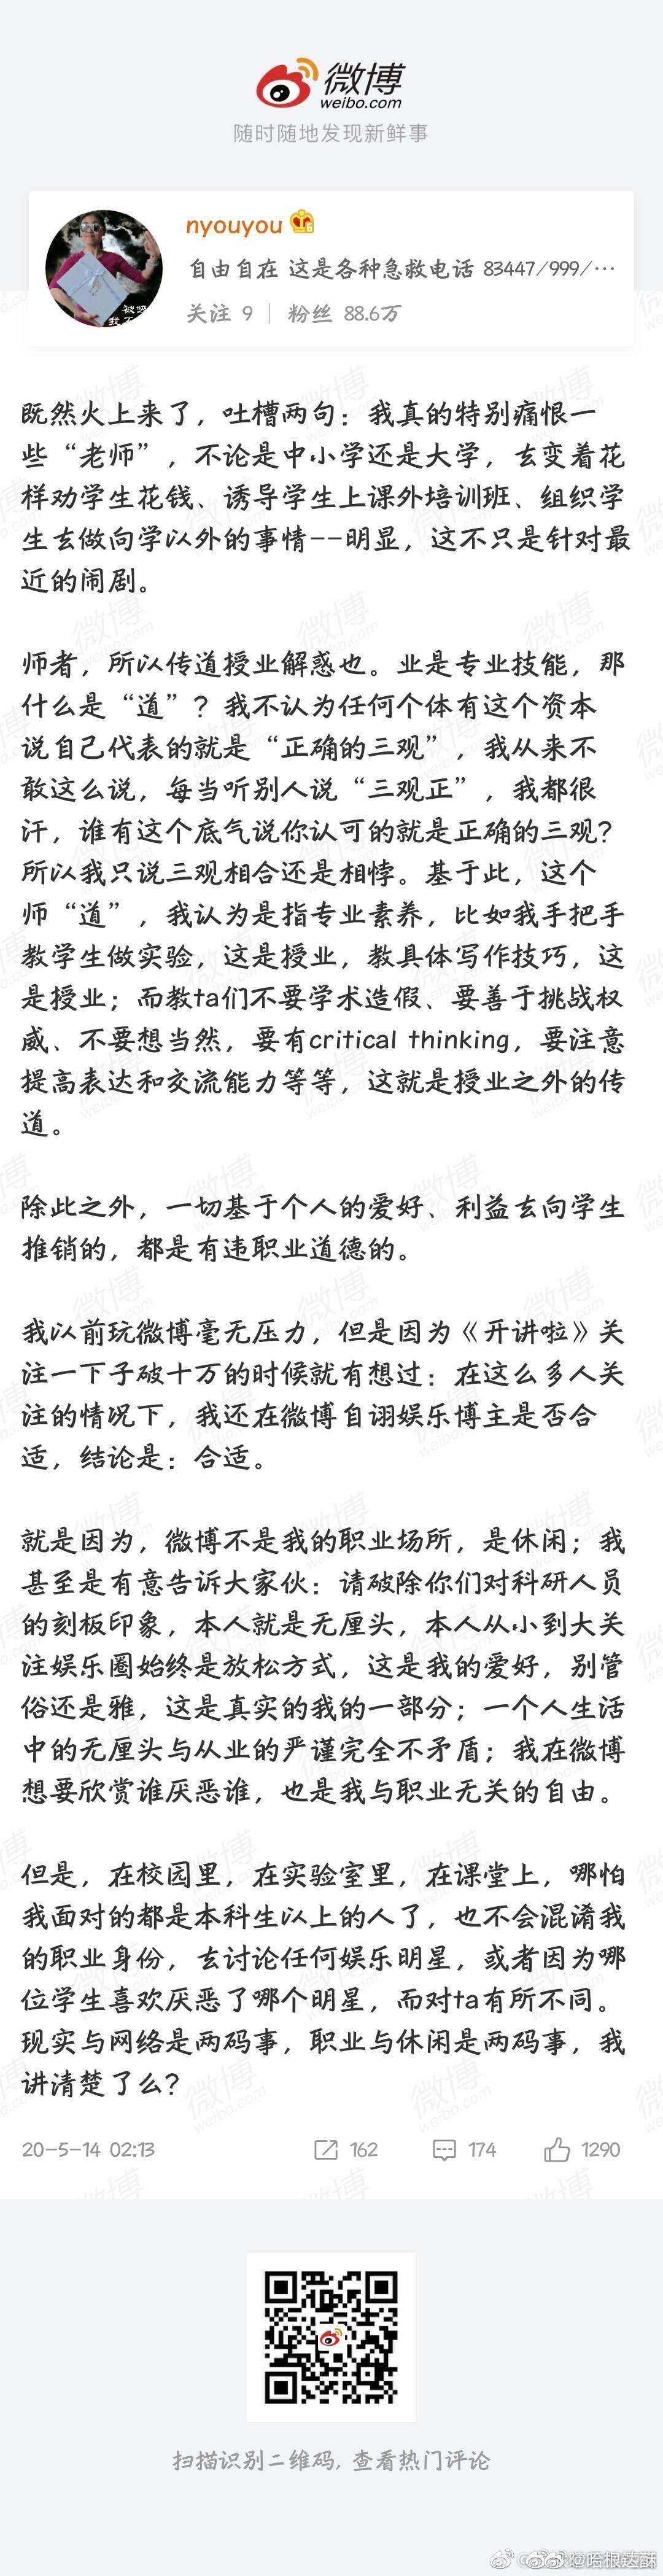 微博
weibo.com
随时随地发现新鲜事
nyouyou
自由自在 这是各种急救电话 83447/999/…
关注 9 | 粉丝 88.6万
既然火上来了，吐槽两句：我真的特别痛恨一
些“老师”，不论是中小学还是大学，去变着花
样劝学生花钱、诱导学生上课外培训班、组织学
生去做向学以外的事情--明显，这不只是针对最
近的闹剧。
师者，所以传道授业解惑也。业是专业技能，那
什么是“道”？我不认为任何个体有这个资本
说自己代表的就是“正确的三观”，我从来不
敢这么说，每当听别人说“三观正”，我都很
汗，谁有这个底气说你认可的就是正确的三观？
所以我只说三观相合还是相悖。基于此，这个
师“道”，我认为是指专业素养，比如我手把手
教学生做实验，这是授业，教具体写作技巧，这
是授业；而教ta们不要学术造假、要善于挑战权
威、不要想当然，要有critical thinking，要注意
提高表达和交流能力等等，这就是授业之外的传
道。
除此之外，一切基于个人的爱好、利益去向学生
推销的，都是有违职业道德的。
我以前玩微博毫无压力，但是因为《开讲啦》关
注一下子破十万的时候就有想过：在这么多人关
注的情况下，我还在微博自诩娱乐博主是否合
适，结论是：合适。
就是因为，微博不是我的职业场所，是休闲；我
甚至是有意告诉大家伙：请破除你们对科研人员
的刻板印象，本人就是无厘头，本人从小到大关
注娱乐圈始终是放松方式，这是我的爱好，别管
俗还是雅，这是真实的我的一部分；一个人生活
中的无厘头与从业的严谨完全不矛盾；我在微博
想要欣赏谁厌恶谁，也是我与职业无关的自由。
但是，在校园里，在实验室里，在课堂上，哪怕
我面对的都是本科生以上的人了，也不会混淆我
的职业身份，去讨论任何娱乐明星，或者因为哪
位学生喜欢厌恶了哪个明星，而对ta有所不同。
现实与网络是两码事，职业与休闲是两码事，我
讲清楚了么？
20-5-14 02:13 162 174 1290
扫描识别二维码，查看热门评论
@哈根达酥